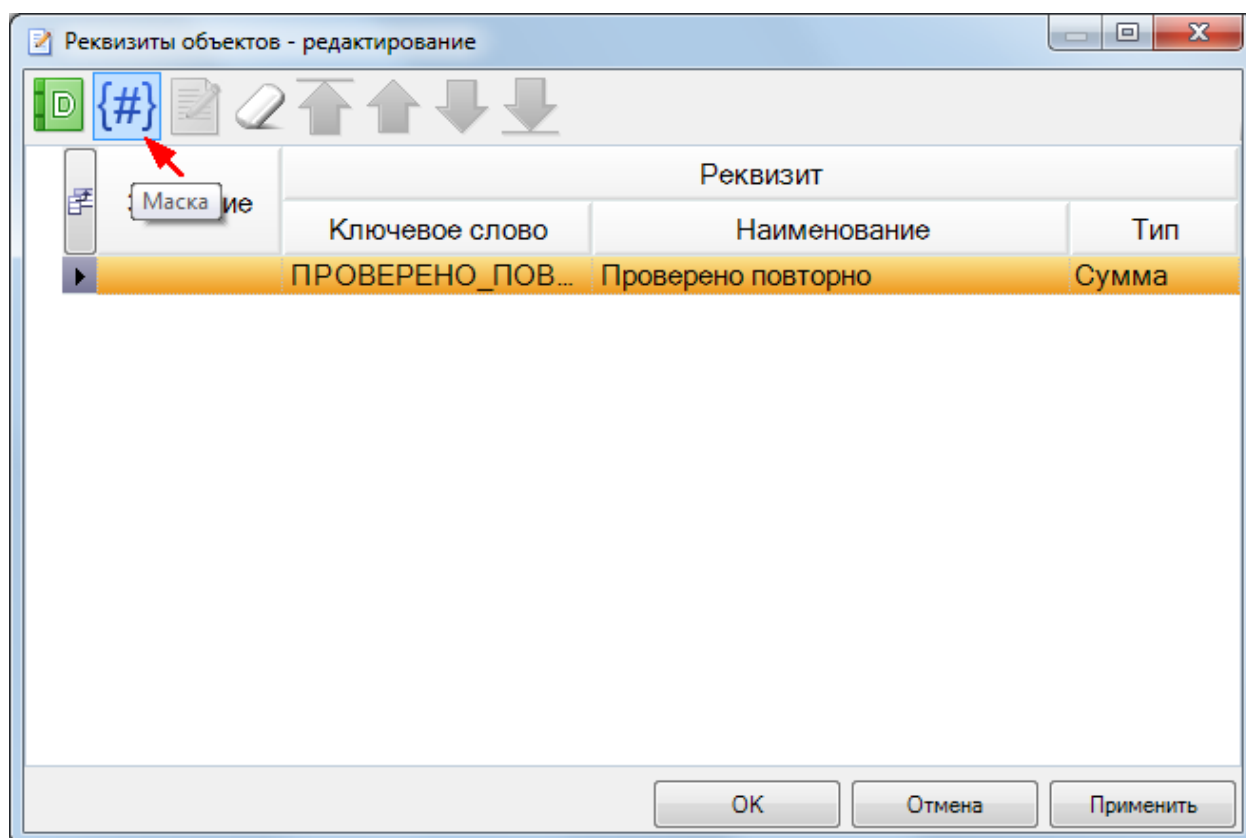 Реквизиты объектов - редактирование
D {#}
Реквизит
Маска
Ключевое слово Наименование Тип
ПРОВЕРЕНО_ПОВ... Проверено повторно Сумма
OK Отмена Применить